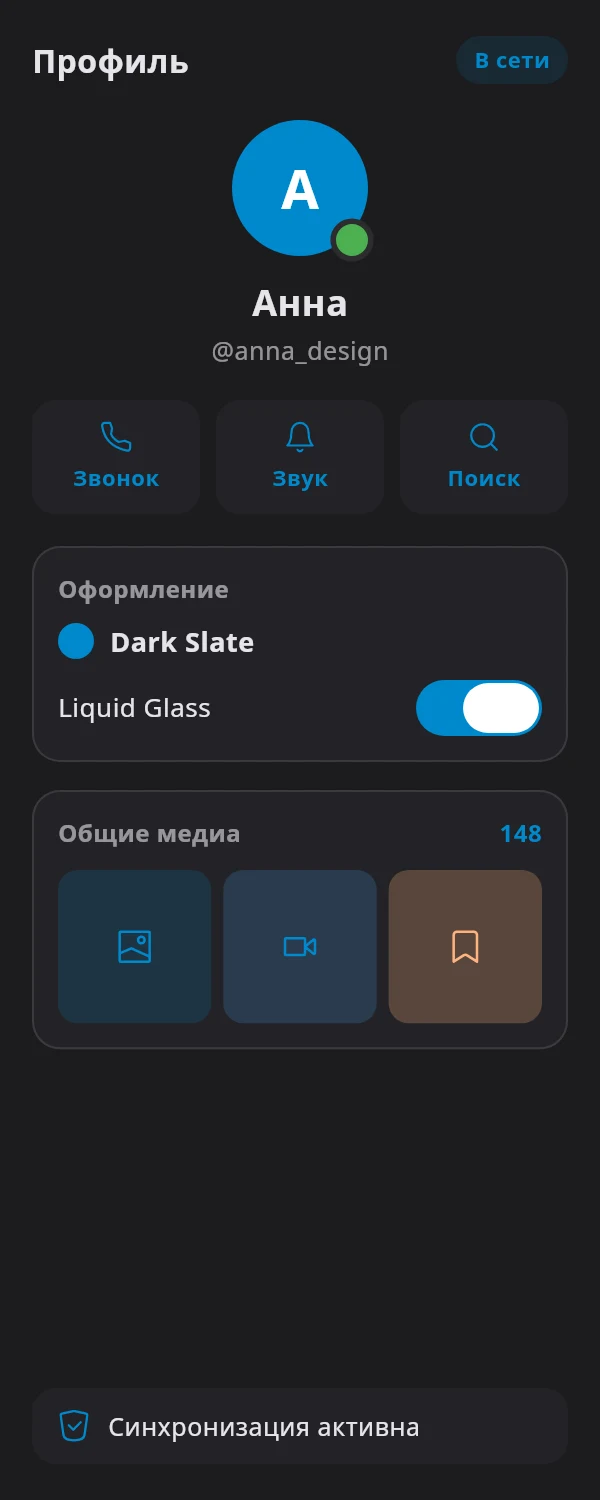 Профиль
В сети
А
Анна
@anna_design
Звонок
Звук
Поиск
Оформление
Dark Slate
Liquid Glass
Общие медиа
148
Синхронизация активна